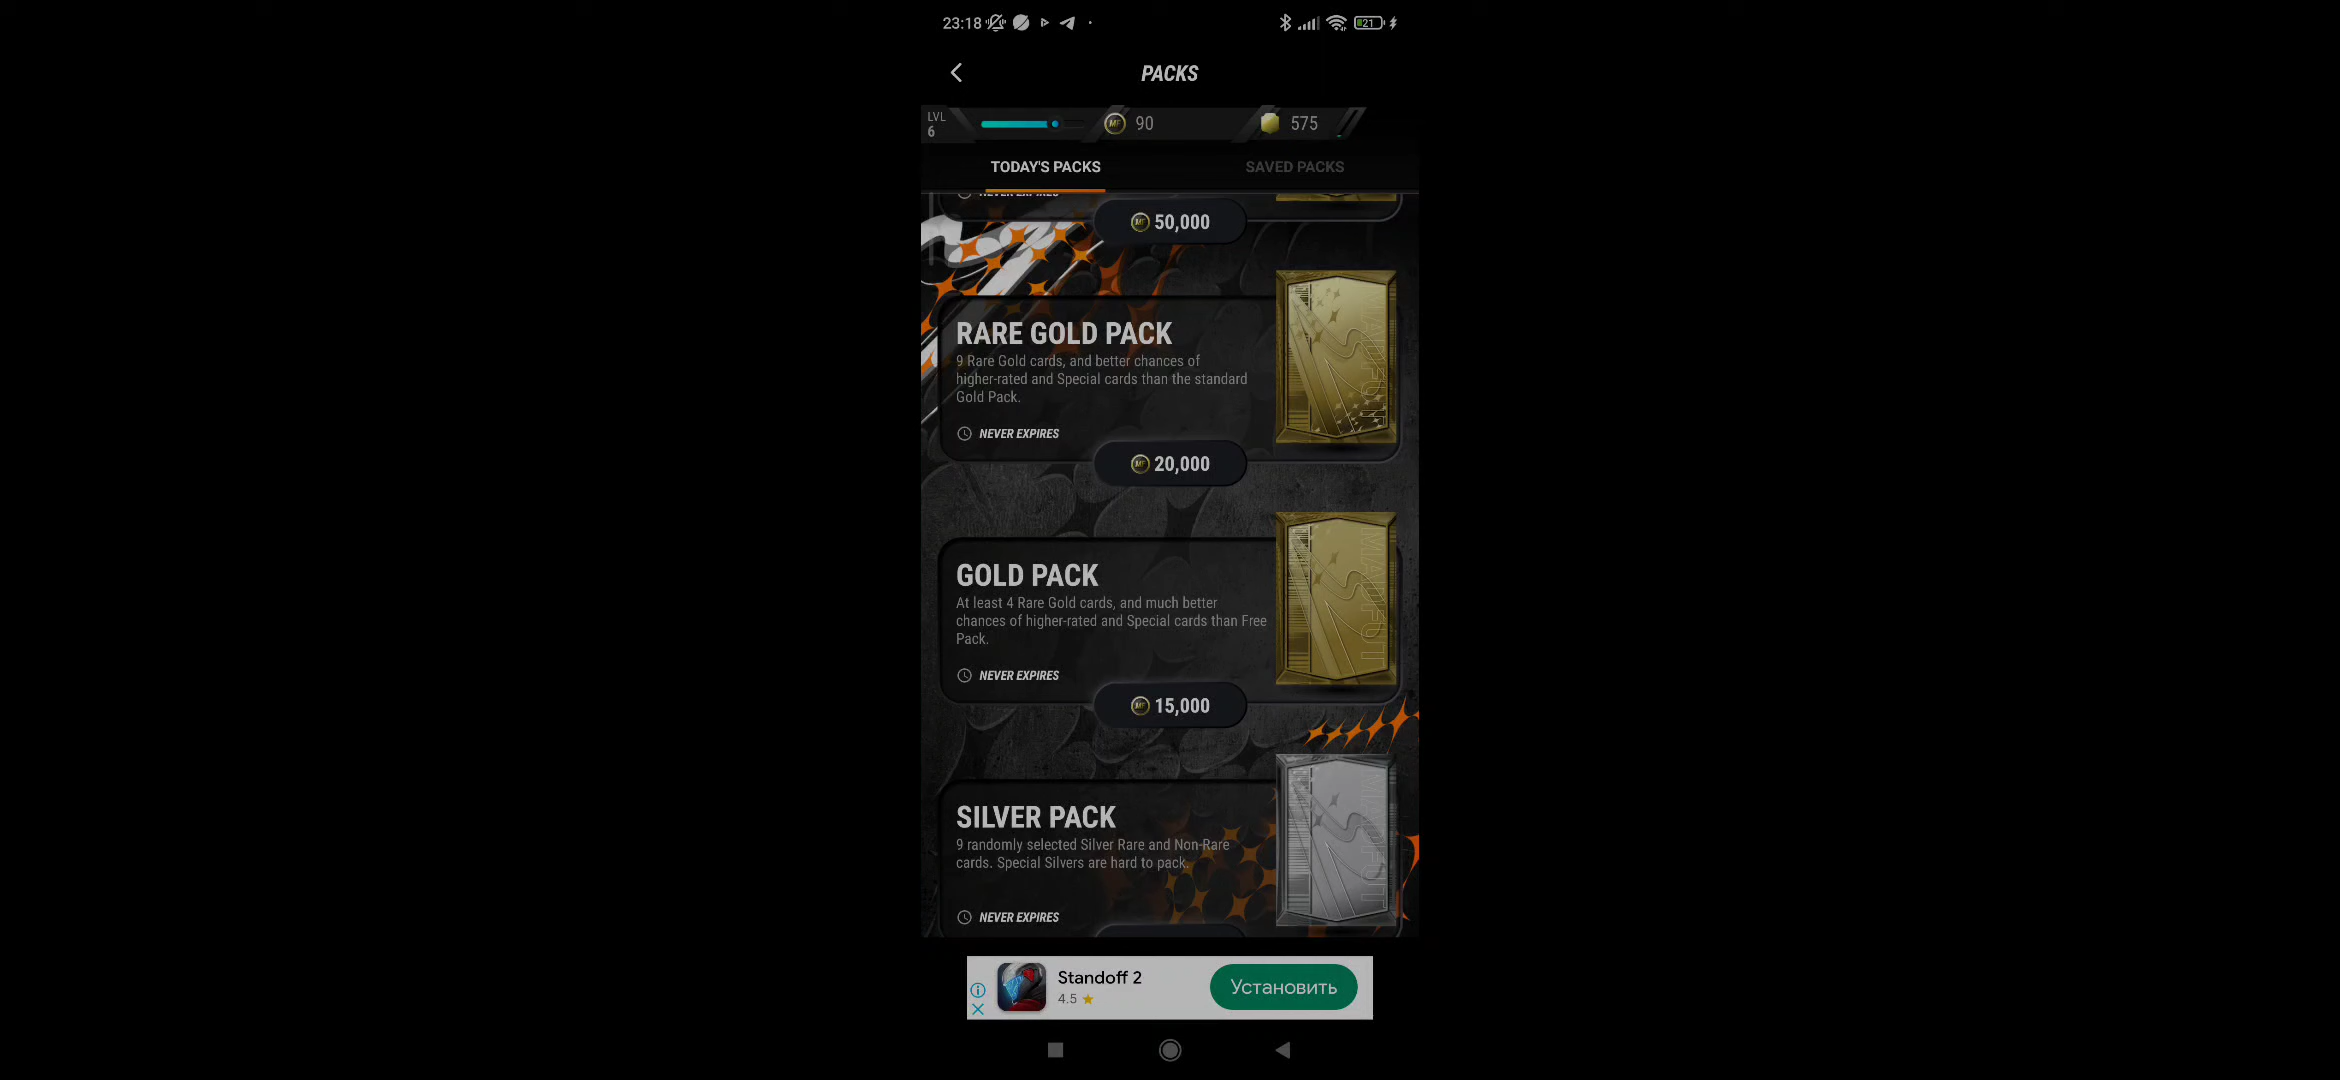 23:18
21
PACKS
LVL
6
90
575
TODAY'S PACKS
SAVED PACKS
NEVER EXPIRES
50,000
RARE GOLD PACK
9 Rare Gold cards, and better chances of
higher-rated and Special cards than the standard
Gold Pack.
NEVER EXPIRES
20,000
GOLD PACK
At least 4 Rare Gold cards, and much better
chances of higher-rated and Special cards than Free
Pack.
MADFUT
NEVER EXPIRES
15,000
SILVER PACK
9 randomly selected Silver Rare and Non-Rare
cards. Special Silvers are hard to pack.
NEVER EXPIRES
Standoff 2
4.5
Установить